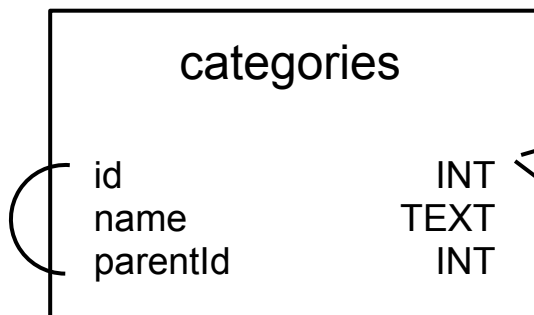 categories
id INT
name TEXT
parentId INT